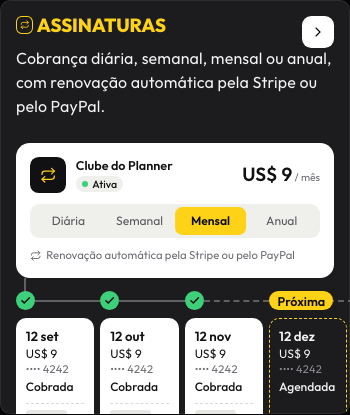 ASSINATURAS
Cobrança diária, semanal, mensal ou anual,
com renovação automática pela Stripe ou
pelo PayPal.
Clube do Planner
Ativa
US$ 9 / mês
Diária Semanal Mensal Anual
Renovação automática pela Stripe ou pelo PayPal
Próxima
12 set
US$ 9
•••• 4242
Cobrada
12 out
US$ 9
•••• 4242
Cobrada
12 nov
US$ 9
•••• 4242
Cobrada
12 dez
US$ 9
•••• 4242
Agendada